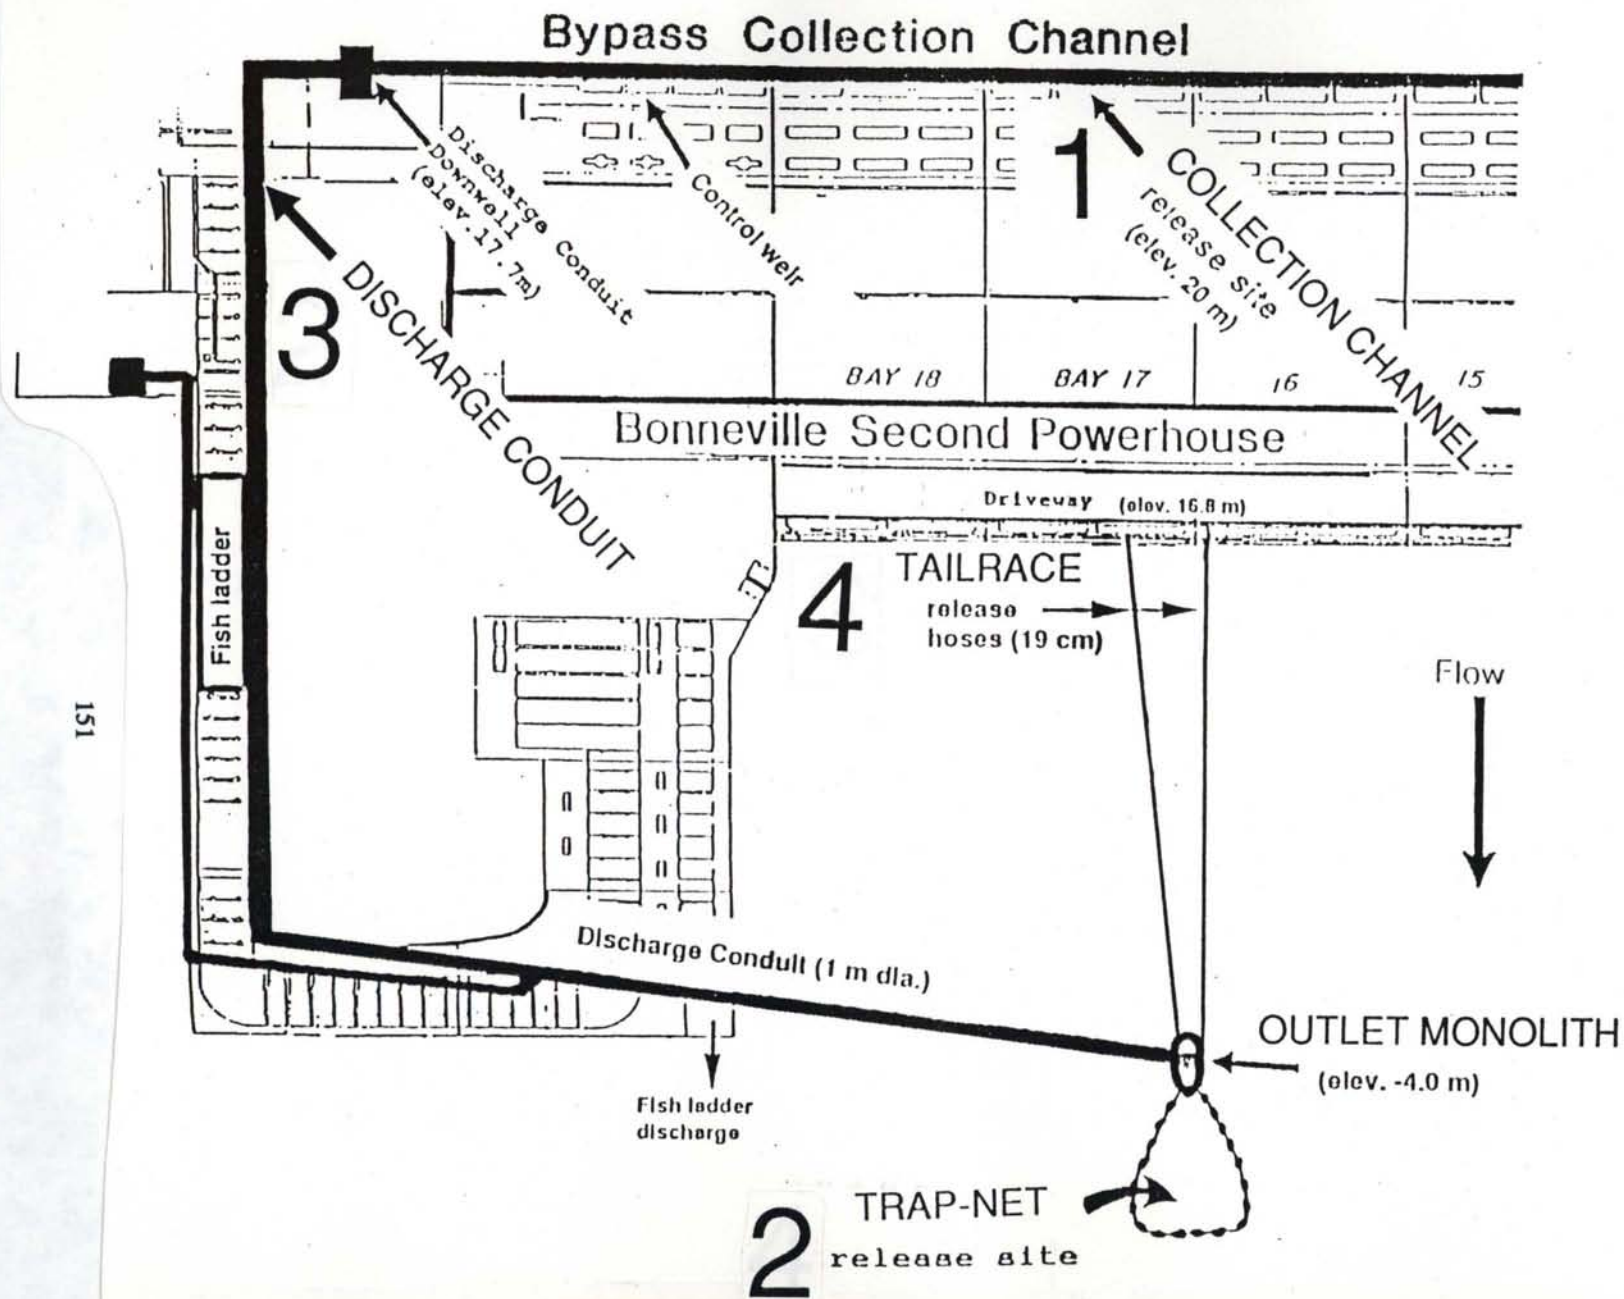 Bypass Collection Channel
Discharge Conduit
Downwell
(elev. 17.7m)
Control weir
1
COLLECTION CHANNEL
release site
(elev. 20 m)
3
DISCHARGE CONDUIT
BAY 18
BAY 17
16
15
Bonneville Second Powerhouse
Driveway
(elev. 16.8 m)
Fish ladder
4
TAILRACE
release
hoses (19 cm)
Flow
151
Discharge Conduit (1 m dia.)
OUTLET MONOLITH
(elev. -4.0 m)
Fish ladder
discharge
2
TRAP-NET
release site